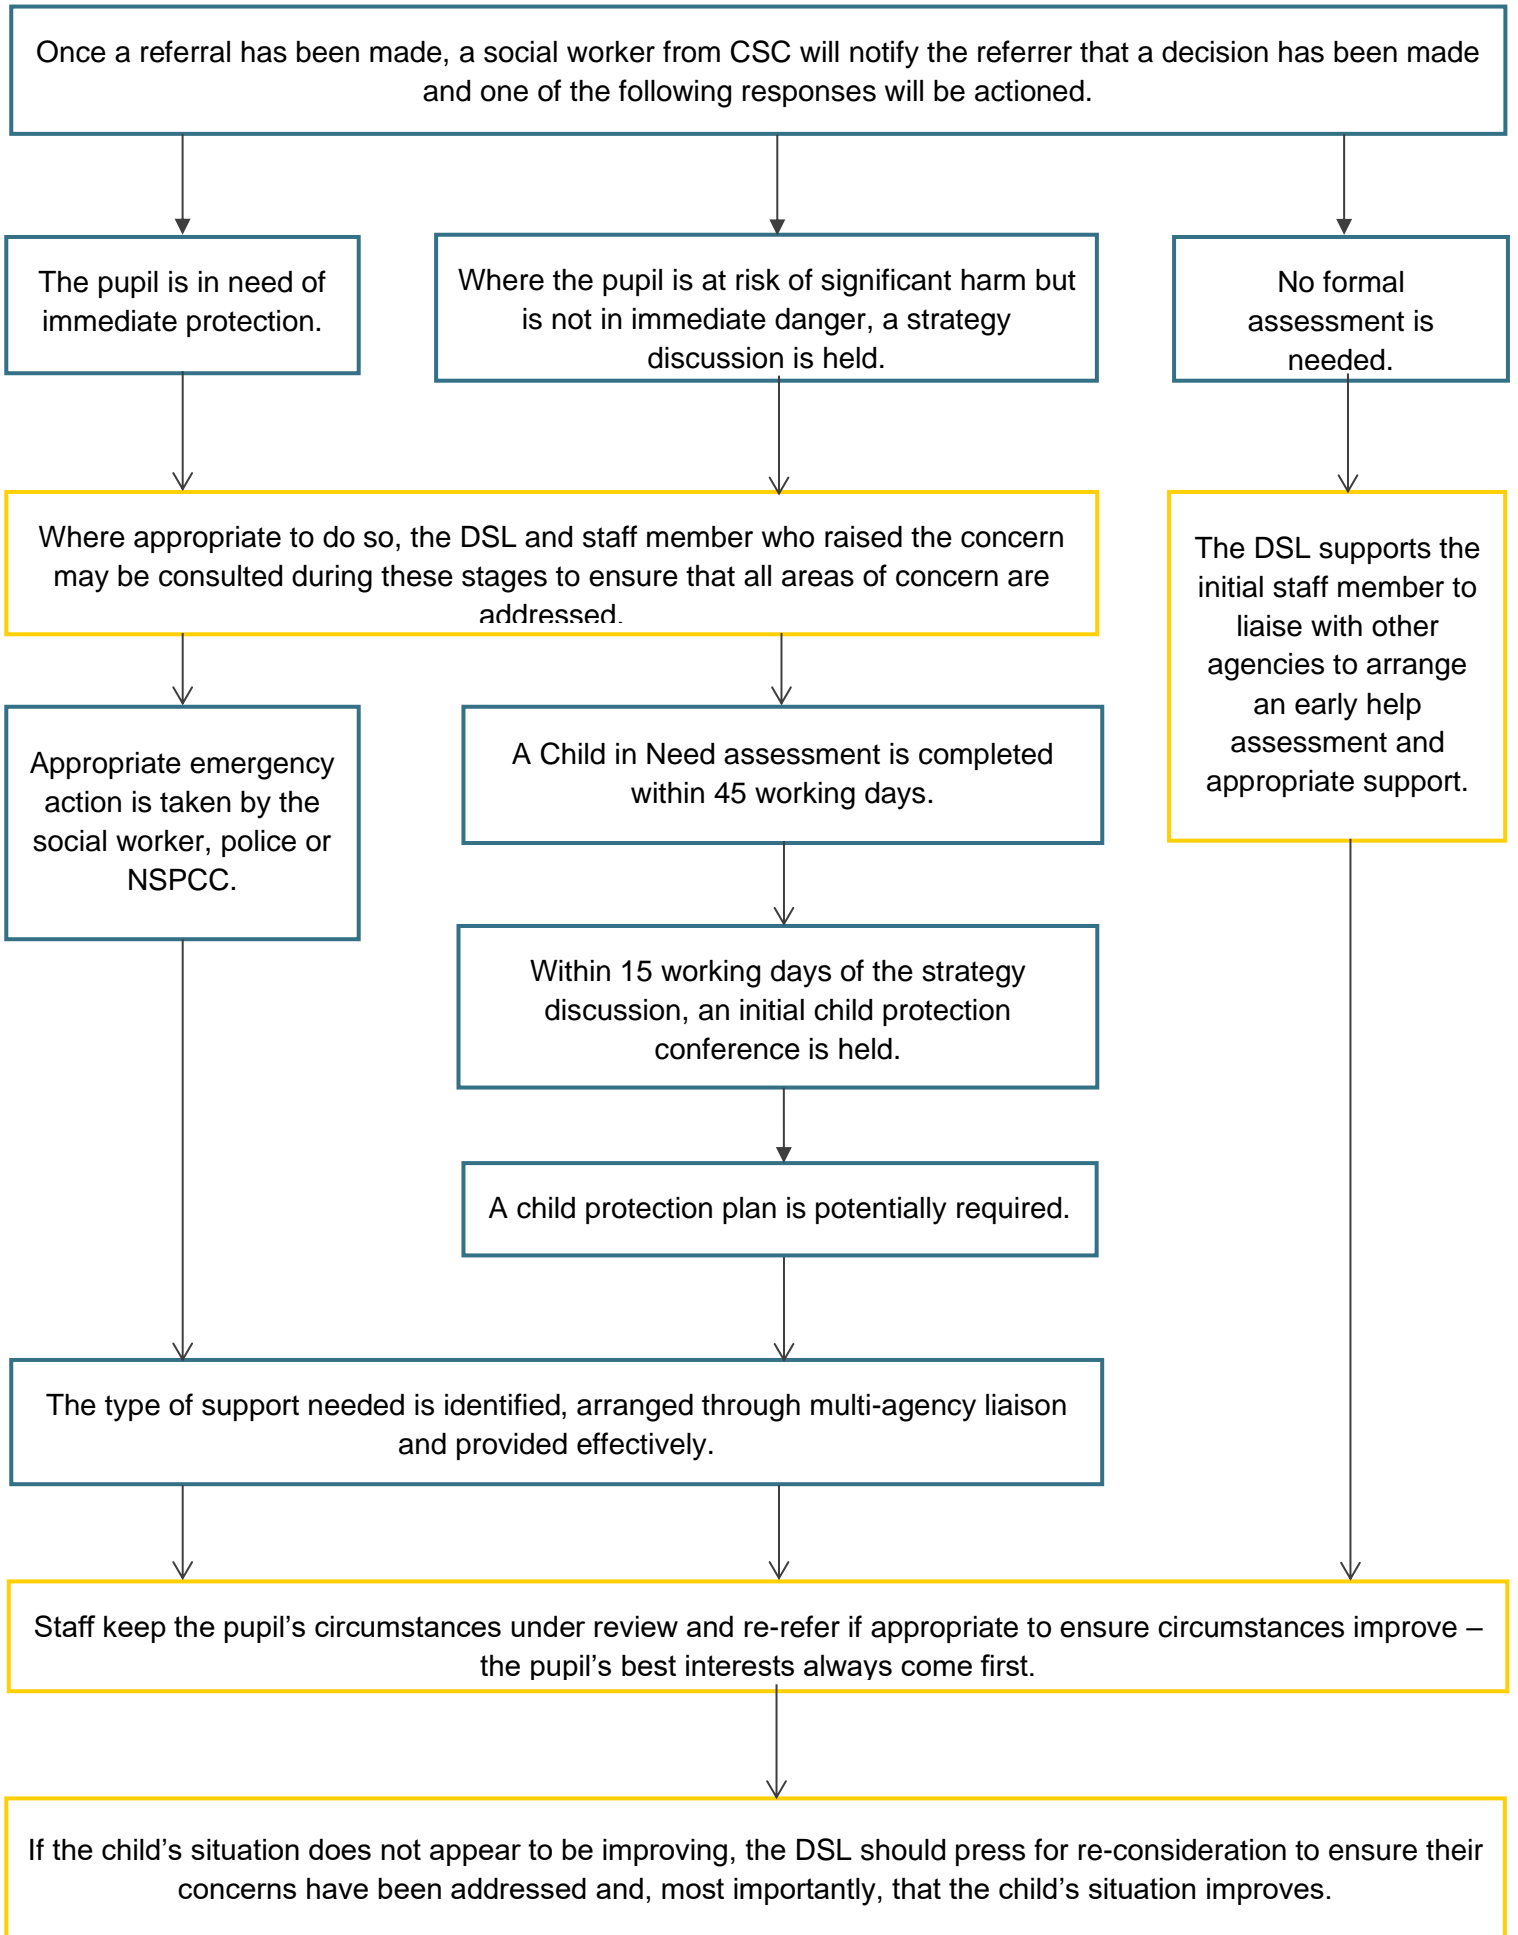 Once a referral has been made, a social worker from CSC will notify the referrer that a decision has been made
and one of the following responses will be actioned.
The pupil is in need of
immediate protection.
Where the pupil is at risk of significant harm but
is not in immediate danger, a strategy
discussion is held.
No formal
assessment is
needed.
Where appropriate to do so, the DSL and staff member who raised the concern
may be consulted during these stages to ensure that all areas of concern are
addressed.
The DSL supports the
initial staff member to
liaise with other
agencies to arrange
an early help
assessment and
appropriate support.
Appropriate emergency
action is taken by the
social worker, police or
NSPCC.
A Child in Need assessment is completed
within 45 working days.
Within 15 working days of the strategy
discussion, an initial child protection
conference is held.
A child protection plan is potentially required.
The type of support needed is identified, arranged through multi-agency liaison
and provided effectively.
Staff keep the pupil’s circumstances under review and re-refer if appropriate to ensure circumstances improve –
the pupil’s best interests always come first.
If the child’s situation does not appear to be improving, the DSL should press for re-consideration to ensure their
concerns have been addressed and, most importantly, that the child’s situation improves.